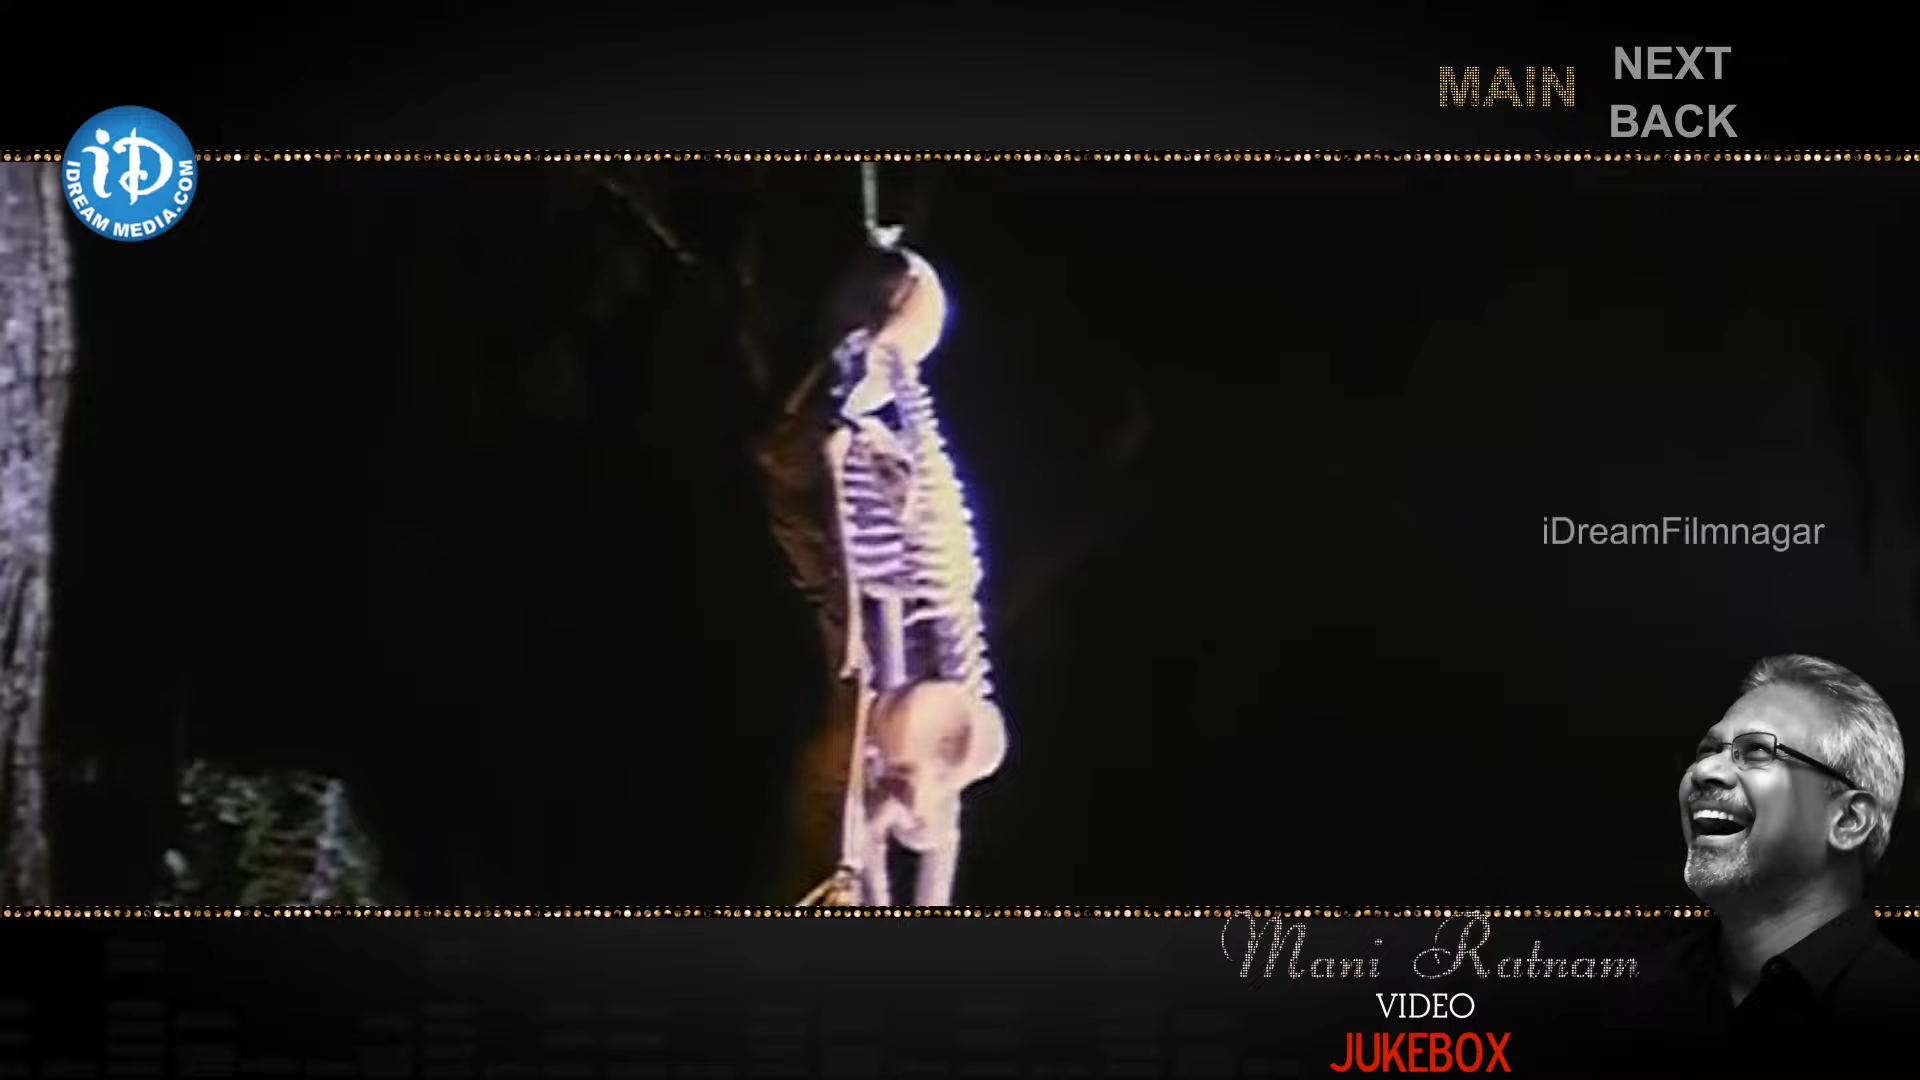 MAIN
NEXT
BACK
iD
IDREAM MEDIA.COM
iDreamFilmnagar
Mani Ratnam
VIDEO
JUKEBOX